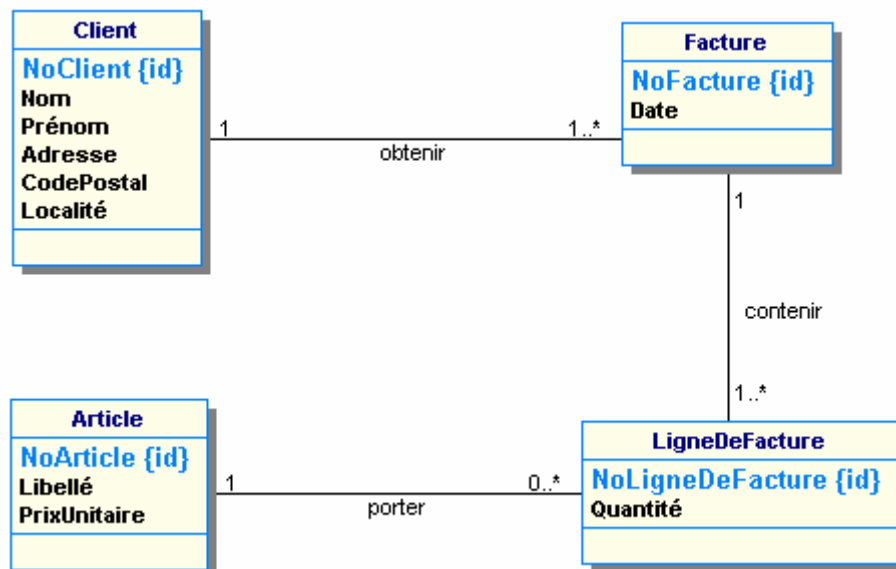 Client
NoClient {id}
Nom
Prénom
Adresse
CodePostal
Localité
1
obtenir
1..*
Facture
NoFacture {id}
Date
1
contenir
1..*
Article
NoArticle {id}
Libellé
PrixUnitaire
1
porter
0..*
LigneDeFacture
NoLigneDeFacture {id}
Quantité